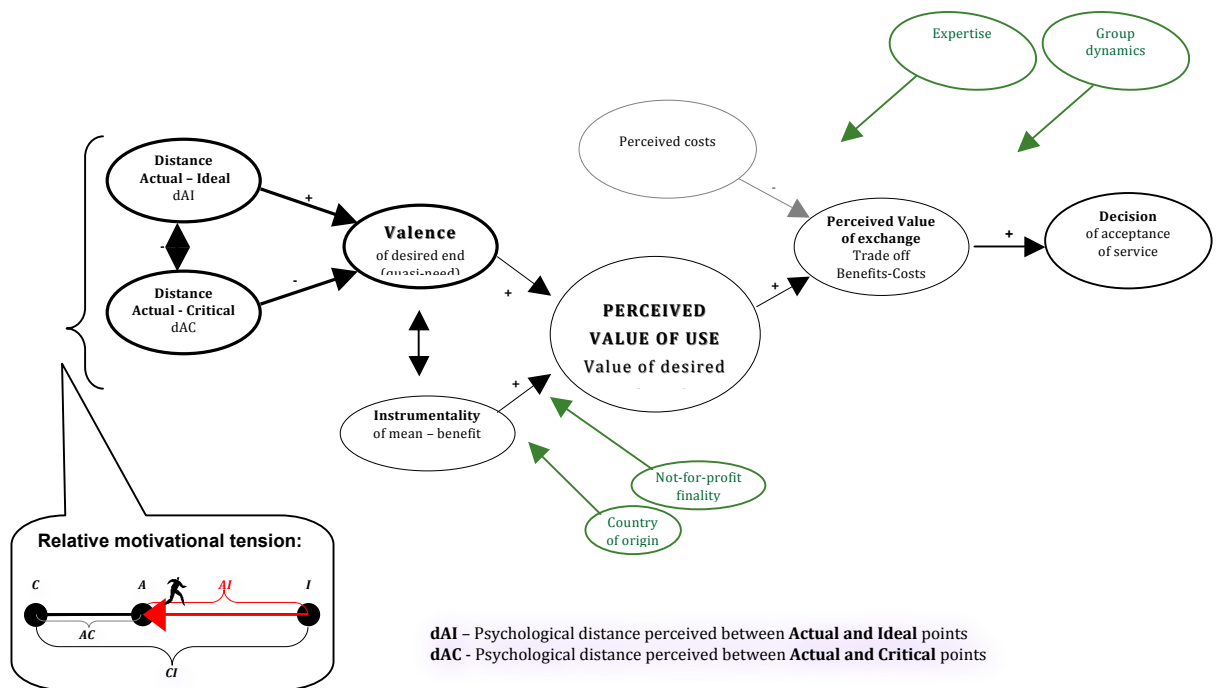 Expertise
Group
dynamics
Perceived costs
-
Distance
Actual – Ideal
dAI
+
-
Distance
Actual - Critical
dAC
-
Valence
of desired end
(quasi-need)
+
Perceived Value
of exchange
Trade off
Benefits-Costs
+
Decision
of acceptance
of service
PERCEIVED
VALUE OF USE
Value of desired
+
+
Instrumentality
of mean – benefit
Not-for-profit
finality
Country
of origin
Relative motivational tension:
C
A
AI
I
AC
CI
dAI – Psychological distance perceived between Actual and Ideal points
dAC - Psychological distance perceived between Actual and Critical points